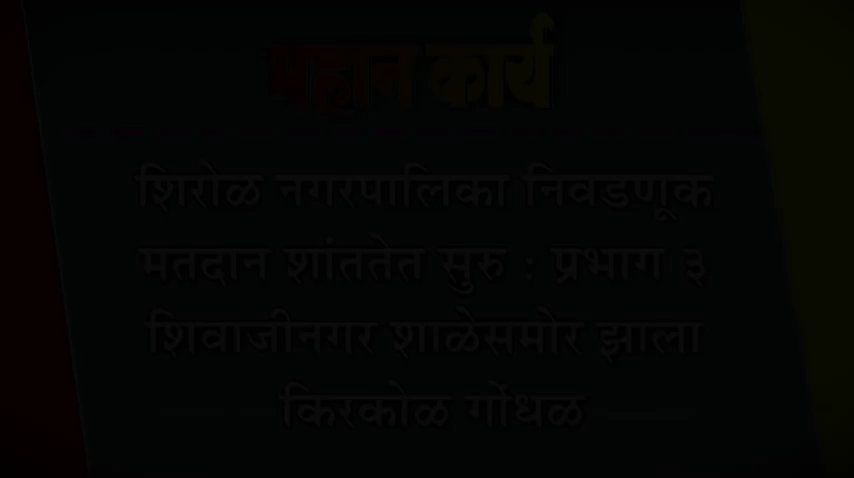 महान कार्य
शिरोळ नगरपालिका निवडणूक
मतदान शांततेत सुरु : प्रभाग ३
शिवाजीनगर शाळेसमोर झाला
किरकोळ गोंधळ